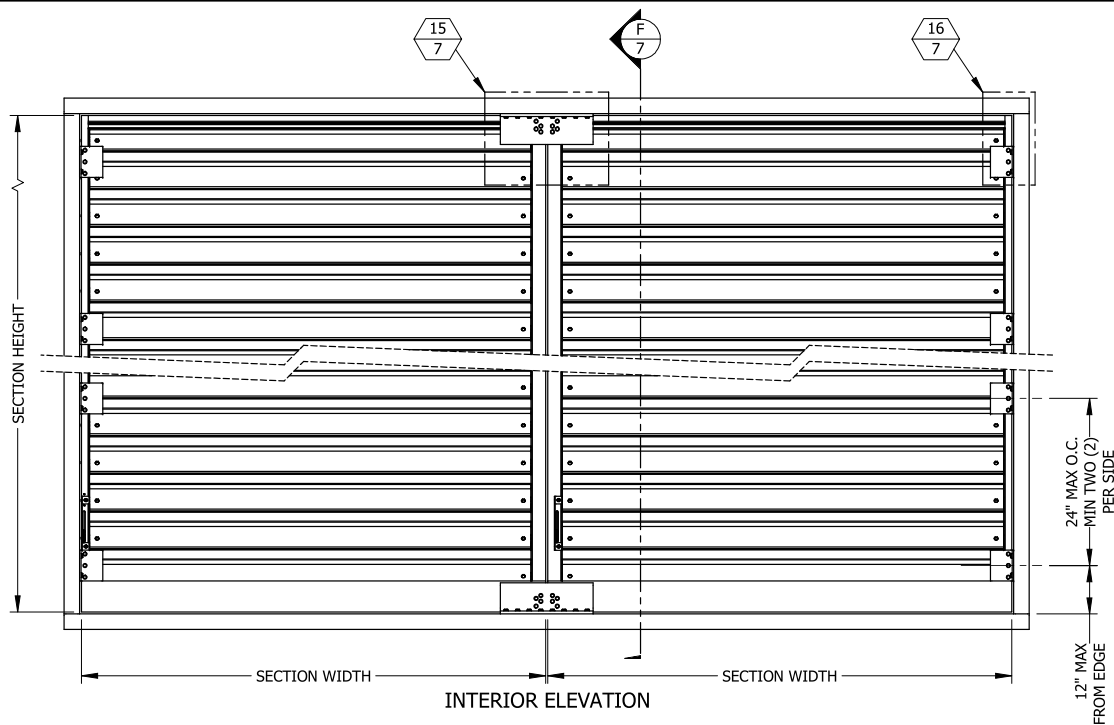 15
7
F
7
16
7
SECTION HEIGHT
24" MAX O.C.
MIN TWO (2)
PER SIDE
12" MAX
FROM EDGE
SECTION WIDTH
SECTION WIDTH
INTERIOR ELEVATION